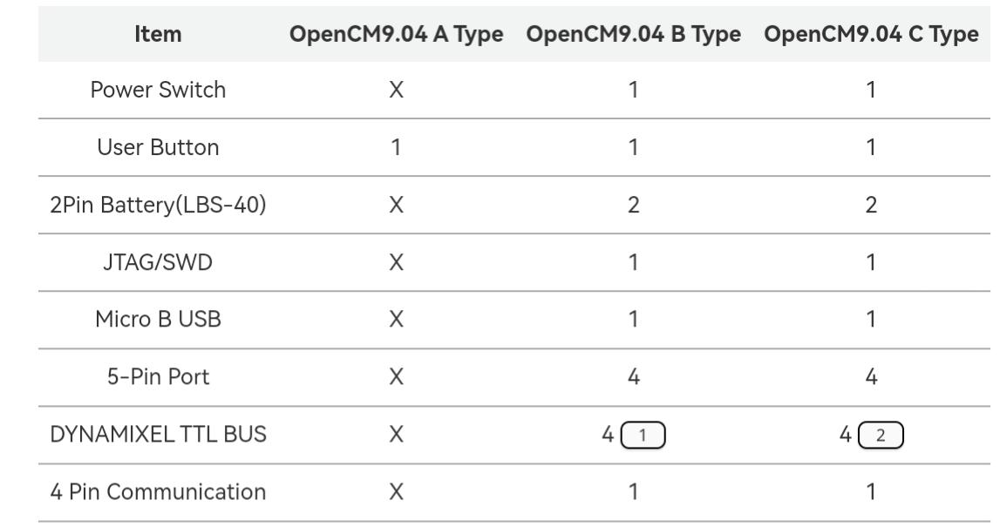 Item OpenCM9.04 A Type OpenCM9.04 B Type OpenCM9.04 C Type
Power Switch X 1 1
User Button 1 1 1
2Pin Battery(LBS-40) X 2 2
JTAG/SWD X 1 1
Micro B USB X 1 1
5-Pin Port X 4 4
DYNAMIXEL TTL BUS X 4 1 4 2
4 Pin Communication X 1 1